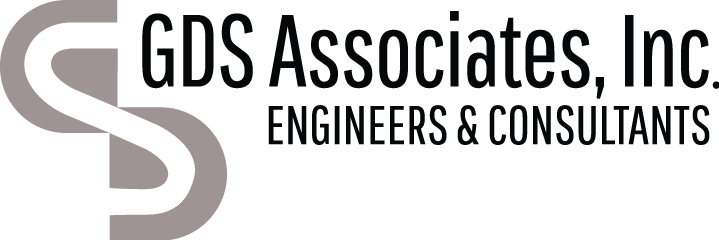 GDS Associates, Inc.
ENGINEERS & CONSULTANTS